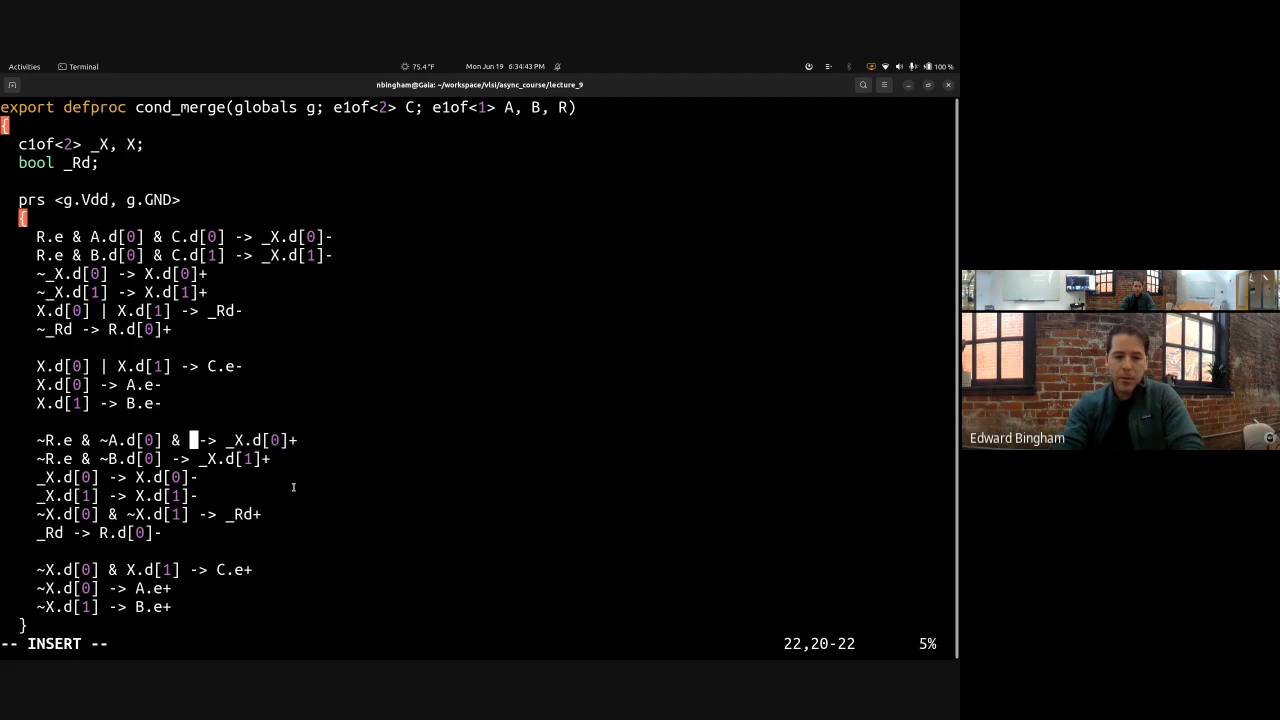 Activities
Terminal
75.4 °F
Mon Jun 19 6:34:43 PM
100 %
nbingham@Gaia: ~/workspace/vlsi/async_course/lecture_9
export defproc cond_merge(globals g; e1of<2> C; e1of<1> A, B, R)
{
c1of<2> _X, X;
bool _Rd;
prs <g.Vdd, g.GND>
{
R.e & A.d[0] & C.d[0] -> _X.d[0]-
R.e & B.d[0] & C.d[1] -> _X.d[1]-
~_X.d[0] -> X.d[0]+
~_X.d[1] -> X.d[1]+
X.d[0] | X.d[1] -> _Rd-
~_Rd -> R.d[0]+
X.d[0] | X.d[1] -> C.e-
X.d[0] -> A.e-
X.d[1] -> B.e-
~R.e & ~A.d[0] & -> _X.d[0]+
~R.e & ~B.d[0] -> _X.d[1]+
_X.d[0] -> X.d[0]-
_X.d[1] -> X.d[1]-
~X.d[0] & ~X.d[1] -> _Rd+
_Rd -> R.d[0]-
~X.d[0] & X.d[1] -> C.e+
~X.d[0] -> A.e+
~X.d[1] -> B.e+
}
-- INSERT --
22,20-22
5%
Edward Bingham